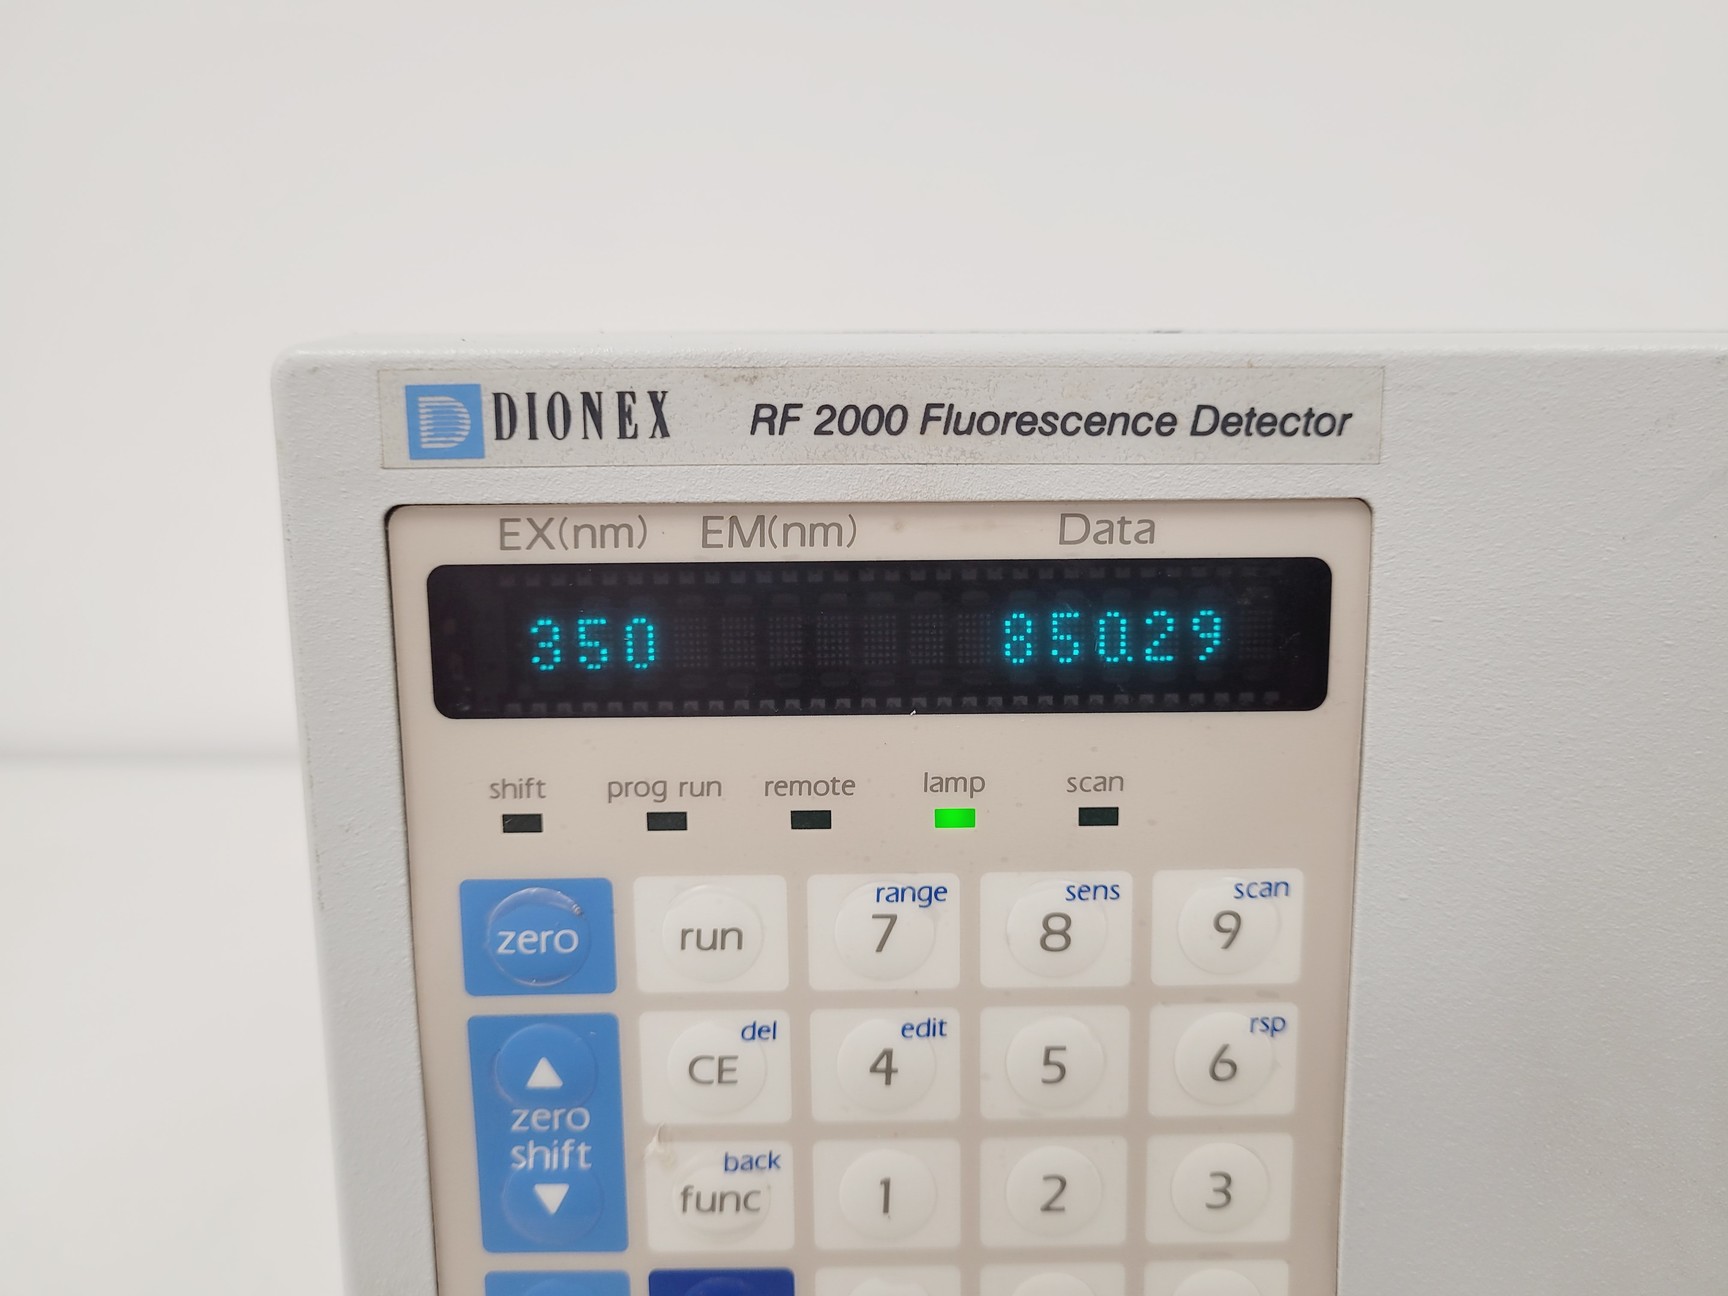 DIONEX RF 2000 Fluorescence Detector
EX(nm) EM(nm) Data
350 850.29
shift prog run remote lamp scan
range sens scan
zero run 7 8 9
del edit rsp
CE 4 5 6
zero
shift
back
func 1 2 3